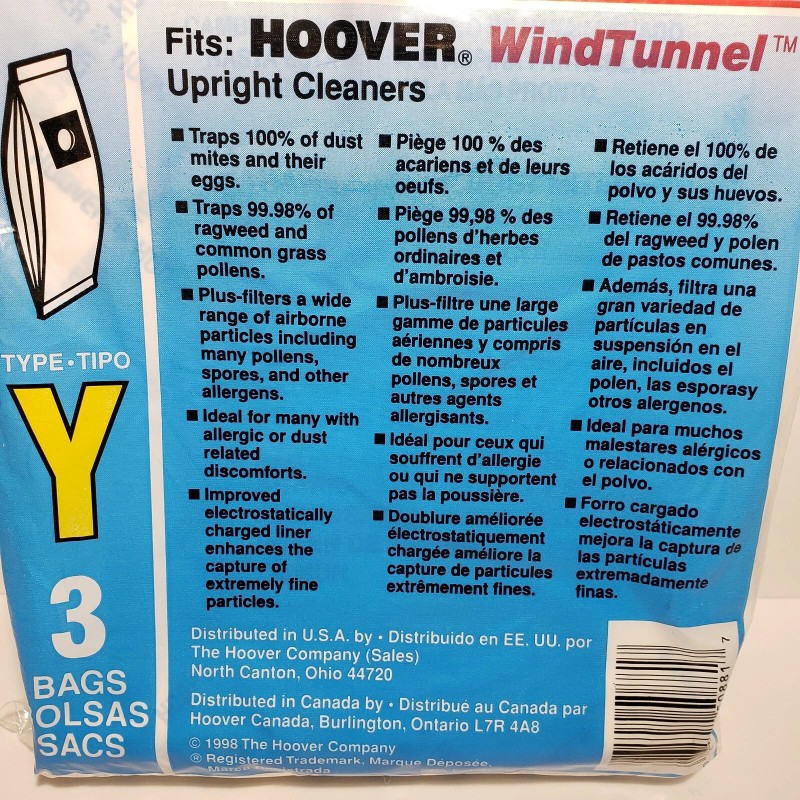 Fits: HOOVER® WindTunnel™
Upright Cleaners
■ Traps 100% of dust
mites and their
eggs.
■ Traps 99.98% of
ragweed and
common grass
pollens.
■ Plus-filters a wide
range of airborne
particles including
many pollens,
spores, and other
allergens.
■ Ideal for many with
allergic or dust
related
discomforts.
■ Improved
electrostatically
charged liner
enhances the
capture of
extremely fine
particles.
■ Piège 100 % des
acariens et de leurs
oeufs.
■ Piège 99,98 % des
pollens d'herbes
ordinaires et
d'ambroisie.
■ Plus-filtre une large
gamme de particules
aériennes y compris
de nombreux
pollens, spores et
autres agents
allergisants.
■ Idéal pour ceux qui
souffrent d'allergie
ou qui ne supportent
pas la poussière.
■ Doublure améliorée
électrostatiquement
chargée améliore la
capture de particules
extrêmement fines.
■ Retiene el 100% de
los acáridos del
polvo y sus huevos.
■ Retiene el 99.98%
del ragweed y polen
de pastos comunes.
■ Además, filtra una
gran variedad de
partículas en
suspensión en el
aire, incluidos el
polen, las esporasy
otros alergenos.
■ Ideal para muchos
malestares alérgicos
o relacionados con
el polvo.
■ Forro cargado
electrostáticamente
mejora la captura de
las partículas
extremadamente
finas.
TYPE • TIPO
Y
3
BAGS
OLSAS
SACS
Distributed in U.S.A. by • Distribuido en EE. UU. por
The Hoover Company (Sales)
North Canton, Ohio 44720
Distributed in Canada by • Distribué au Canada par
Hoover Canada, Burlington, Ontario L7R 4A8
© 1998 The Hoover Company
® Registered Trademark, Marque Déposée,
Marca Registrada
0881 7